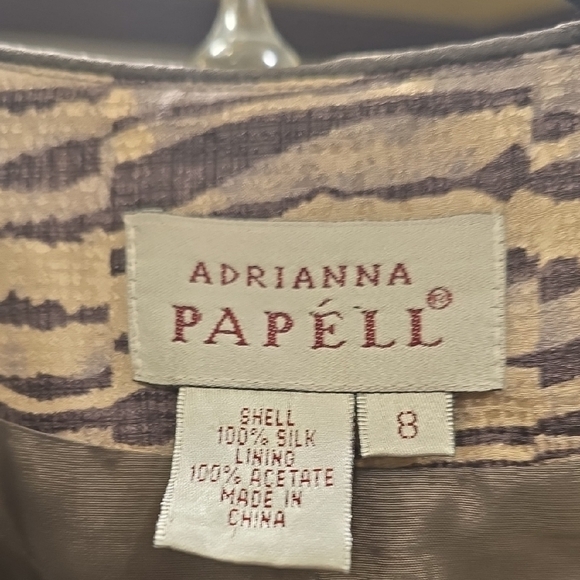 ADRIANNA
PAPÉLL®
8
SHELL
100% SILK
LINING
100% ACETATE
MADE IN
CHINA